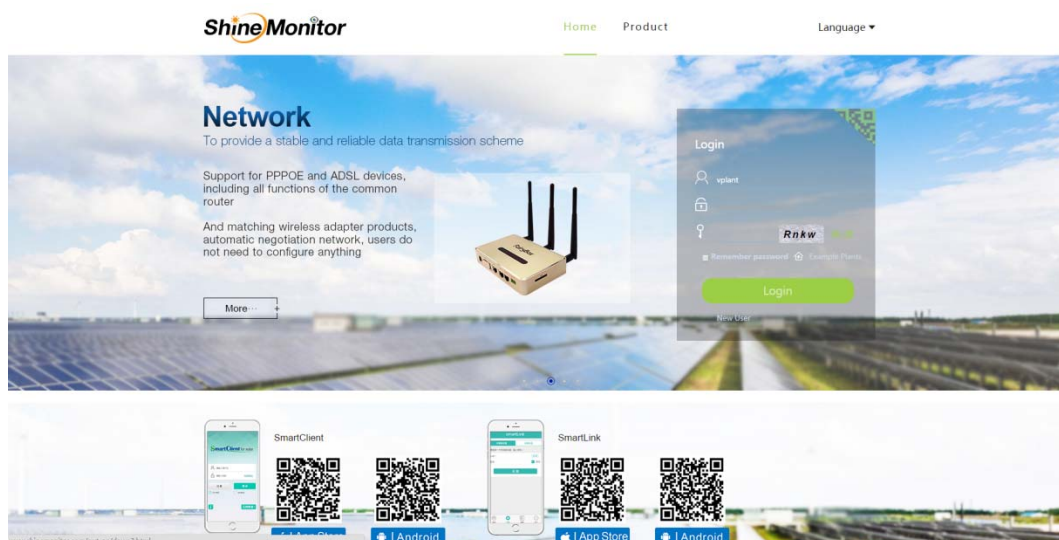 ShineMonitor
Home
Product
Language
Network
To provide a stable and reliable data transmission scheme
Support for PPPOE and ADSL devices,
including all functions of the common
router
And matching wireless adapter products,
automatic negotiation network, users do
not need to configure anything
More
Login
vplant
Rnkw
Remember password
Example Plants
Login
New User
SmartClient
SmartLink
SmartClient
App Store
Android
App Store
Android